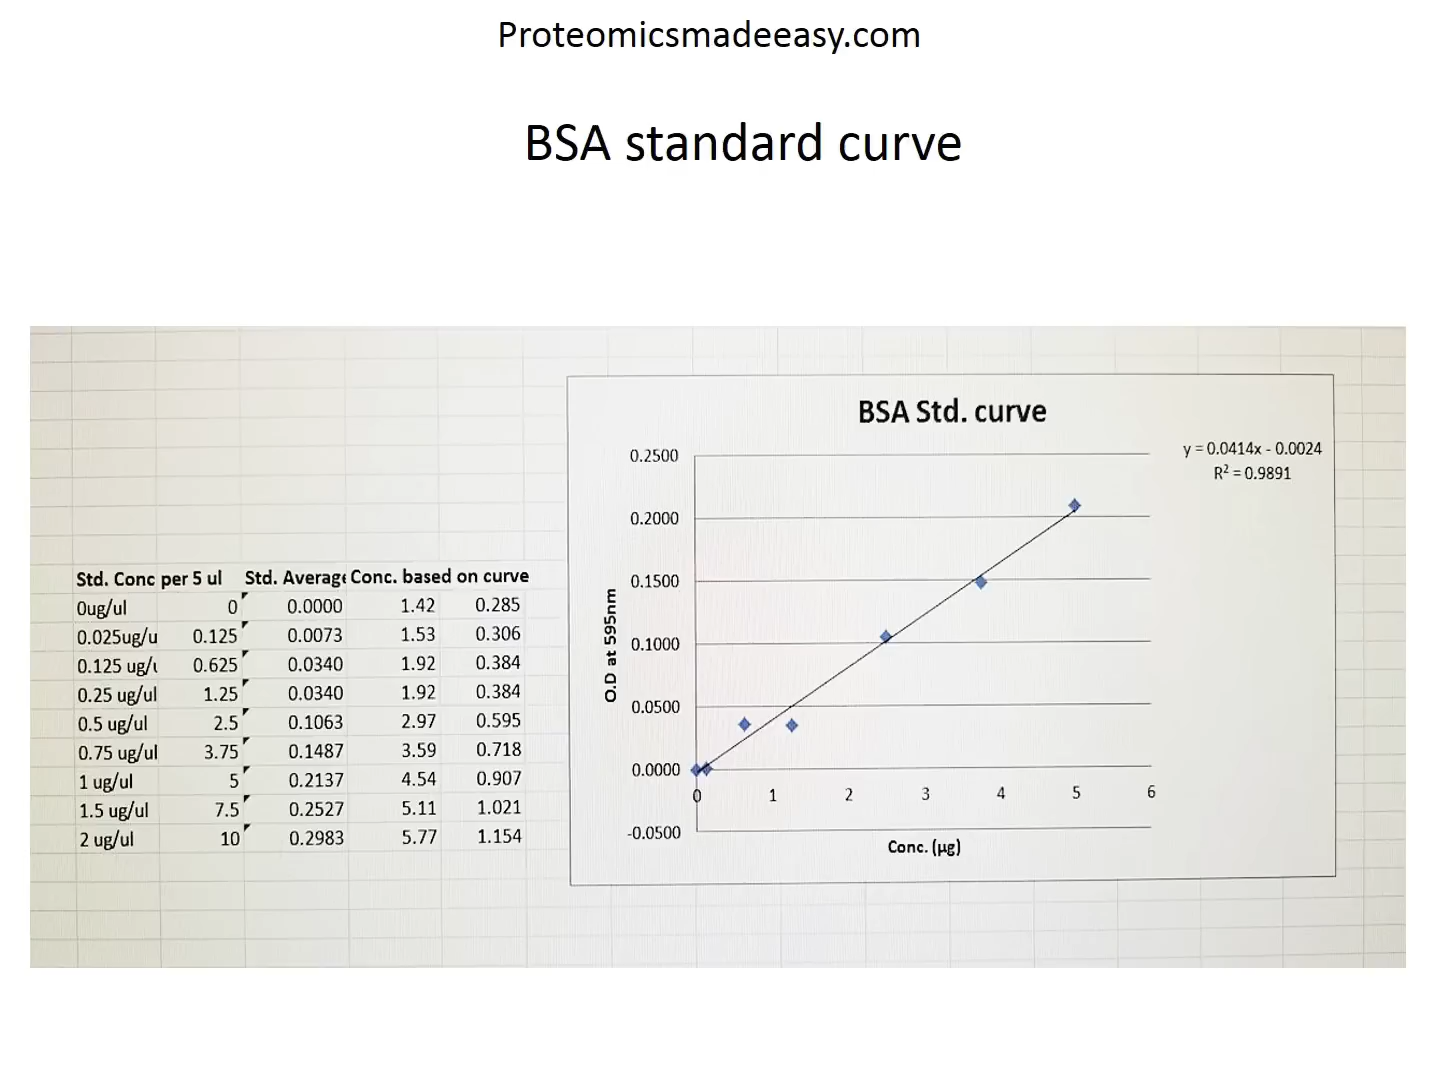 Proteomicsmadeeasy.com
BSA standard curve
Std. Conc per 5 ul Std. Average Conc. based on curve
0ug/ul 0 0.0000 1.42 0.285
0.025ug/u 0.125 0.0073 1.53 0.306
0.125 ug/ 0.625 0.0340 1.92 0.384
0.25 ug/ul 1.25 0.0340 1.92 0.384
0.5 ug/ul 2.5 0.1063 2.97 0.595
0.75 ug/ul 3.75 0.1487 3.59 0.718
1 ug/ul 5 0.2137 4.54 0.907
1.5 ug/ul 7.5 0.2527 5.11 1.021
2 ug/ul 10 0.2983 5.77 1.154
BSA Std. curve
y = 0.0414x - 0.0024
R² = 0.9891
O.D at 595nm
0.2500
0.2000
0.1500
0.1000
0.0500
0.0000
-0.0500
0 1 2 3 4 5 6
Conc. (µg)